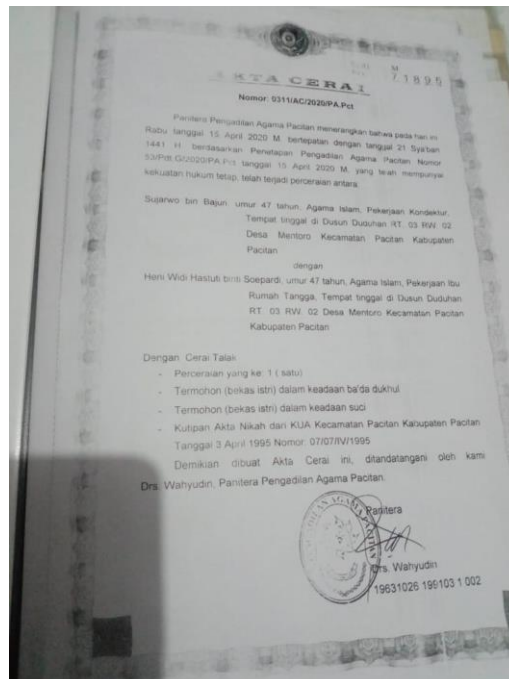 M
71895
AKTA CERAI
Nomor: 0311/AC/2020/PA.Pct
Panitera Pengadilan Agama Pacitan menerangkan bahwa pada hari ini
Rabu tanggal 15 April 2020 M. bertepatan dengan tanggal 21 Sya'ban
1441 H. berdasarkan Penetapan Pengadilan Agama Pacitan Nomor
53/Pdt.G/2020/PA.Pct tanggal 15 April 2020 M. yang telah mempunyai
kekuatan hukum tetap, telah terjadi perceraian antara:
Sujarwo bin Bajun, umur 47 tahun, Agama Islam, Pekerjaan Kondektur,
Tempat tinggal di Dusun Duduhan RT. 03 RW. 02
Desa Mentoro Kecamatan Pacitan Kabupaten
Pacitan
dengan
Heni Widi Hastuti binti Soepardi, umur 47 tahun, Agama Islam, Pekerjaan Ibu
Rumah Tangga, Tempat tinggal di Dusun Duduhan
RT. 03 RW. 02 Desa Mentoro Kecamatan Pacitan
Kabupaten Pacitan
Dengan Cerai Talak
- Perceraian yang ke: 1 ( satu)
- Termohon (bekas istri) dalam keadaan ba'da dukhul
- Termohon (bekas istri) dalam keadaan suci
- Kutipan Akta Nikah dari KUA Kecamatan Pacitan Kabupaten Pacitan
Tanggal 3 April 1995 Nomor: 07/07/IV/1995
Demikian dibuat Akta Cerai ini, ditandatangani oleh kami
Drs. Wahyudin, Panitera Pengadilan Agama Pacitan.
Panitera
PENGADILAN AGAMA PACITAN
Drs. Wahyudin
19631026 199103 1 002